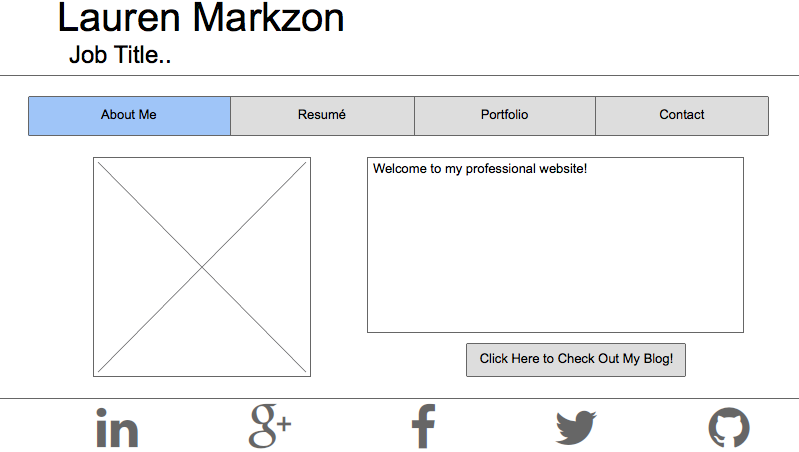 Lauren Markzon
Job Title..
About Me
Resumé
Portfolio
Contact
Welcome to my professional website!
Click Here to Check Out My Blog!
in
g+
f